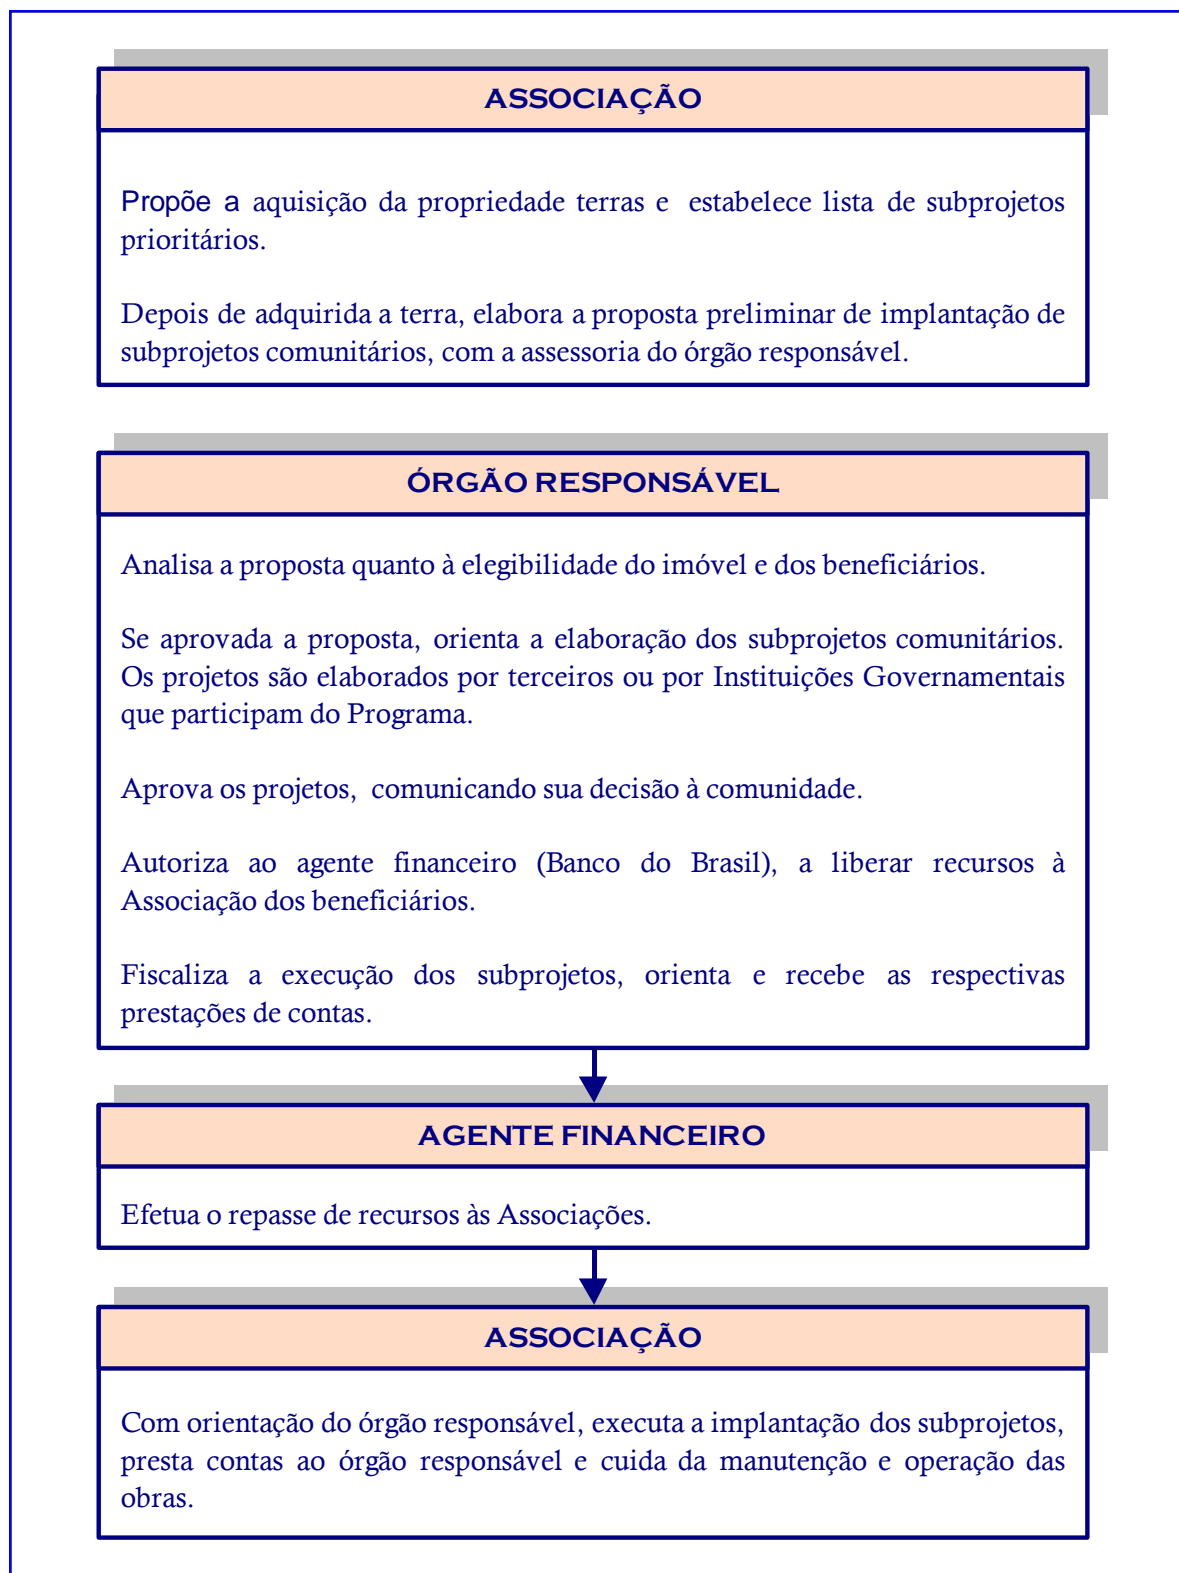 ASSOCIAÇÃO
Propõe a aquisição da propriedade terras e estabelece lista de subprojetos
prioritários.
Depois de adquirida a terra, elabora a proposta preliminar de implantação de
subprojetos comunitários, com a assessoria do órgão responsável.
ÓRGÃO RESPONSÁVEL
Analisa a proposta quanto à elegibilidade do imóvel e dos beneficiários.
Se aprovada a proposta, orienta a elaboração dos subprojetos comunitários.
Os projetos são elaborados por terceiros ou por Instituições Governamentais
que participam do Programa.
Aprova os projetos, comunicando sua decisão à comunidade.
Autoriza ao agente financeiro (Banco do Brasil), a liberar recursos à
Associação dos beneficiários.
Fiscaliza a execução dos subprojetos, orienta e recebe as respectivas
prestações de contas.
AGENTE FINANCEIRO
Efetua o repasse de recursos às Associações.
ASSOCIAÇÃO
Com orientação do órgão responsável, executa a implantação dos subprojetos,
presta contas ao órgão responsável e cuida da manutenção e operação das
obras.